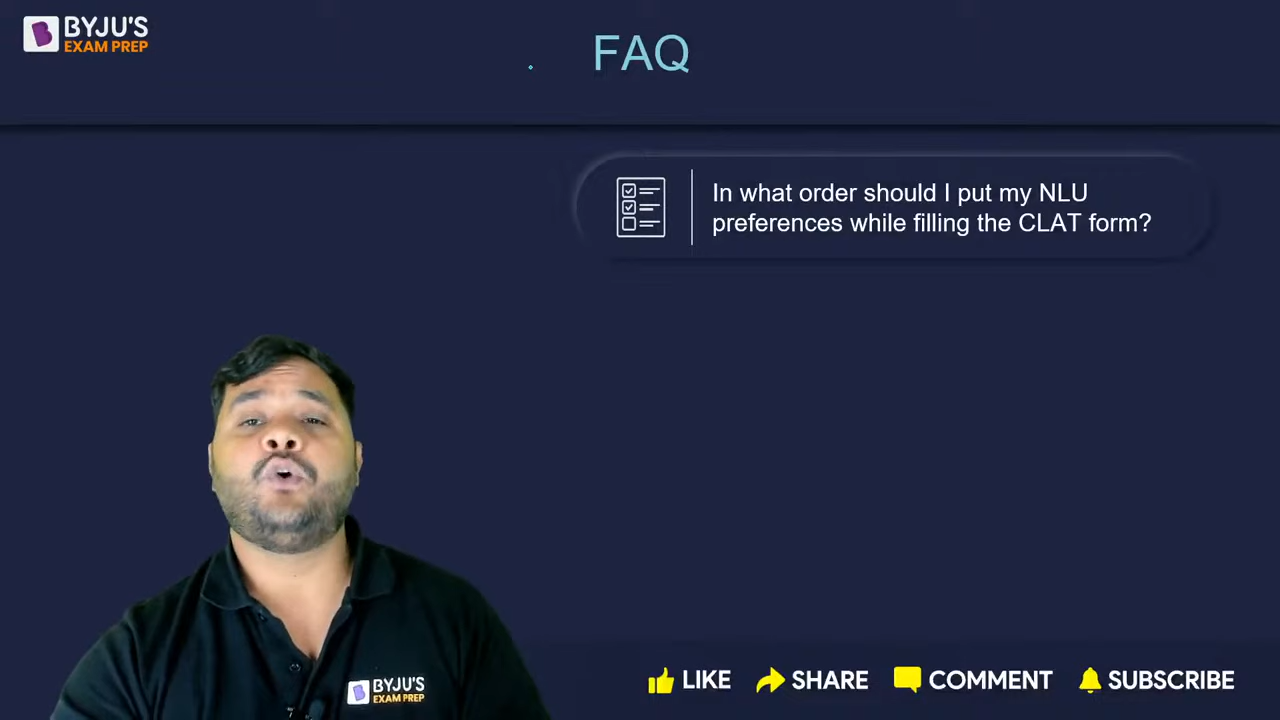 BYJU'S
EXAM PREP
FAQ
In what order should I put my NLU
preferences while filling the CLAT form?
BYJU'S
EXAM PREP
LIKE
SHARE
COMMENT
SUBSCRIBE